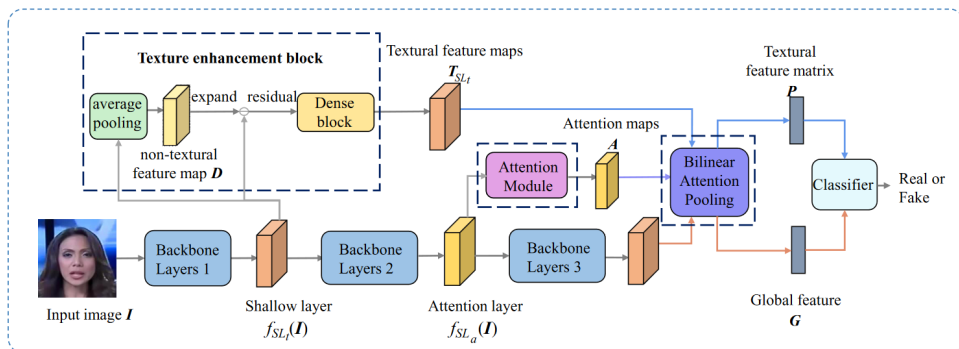 Texture enhancement block
average
pooling
expand
residual
Dense
block
non-textural
feature map D
Textural feature maps
T_{SL_t}
Attention maps
A
Attention
Module
Bilinear
Attention
Pooling
Textural
feature matrix
P
Classifier
Real or
Fake
Backbone
Layers 1
Backbone
Layers 2
Backbone
Layers 3
Input image I
Shallow layer
f_{SL_t}(I)
Attention layer
f_{SL_a}(I)
Global feature
G